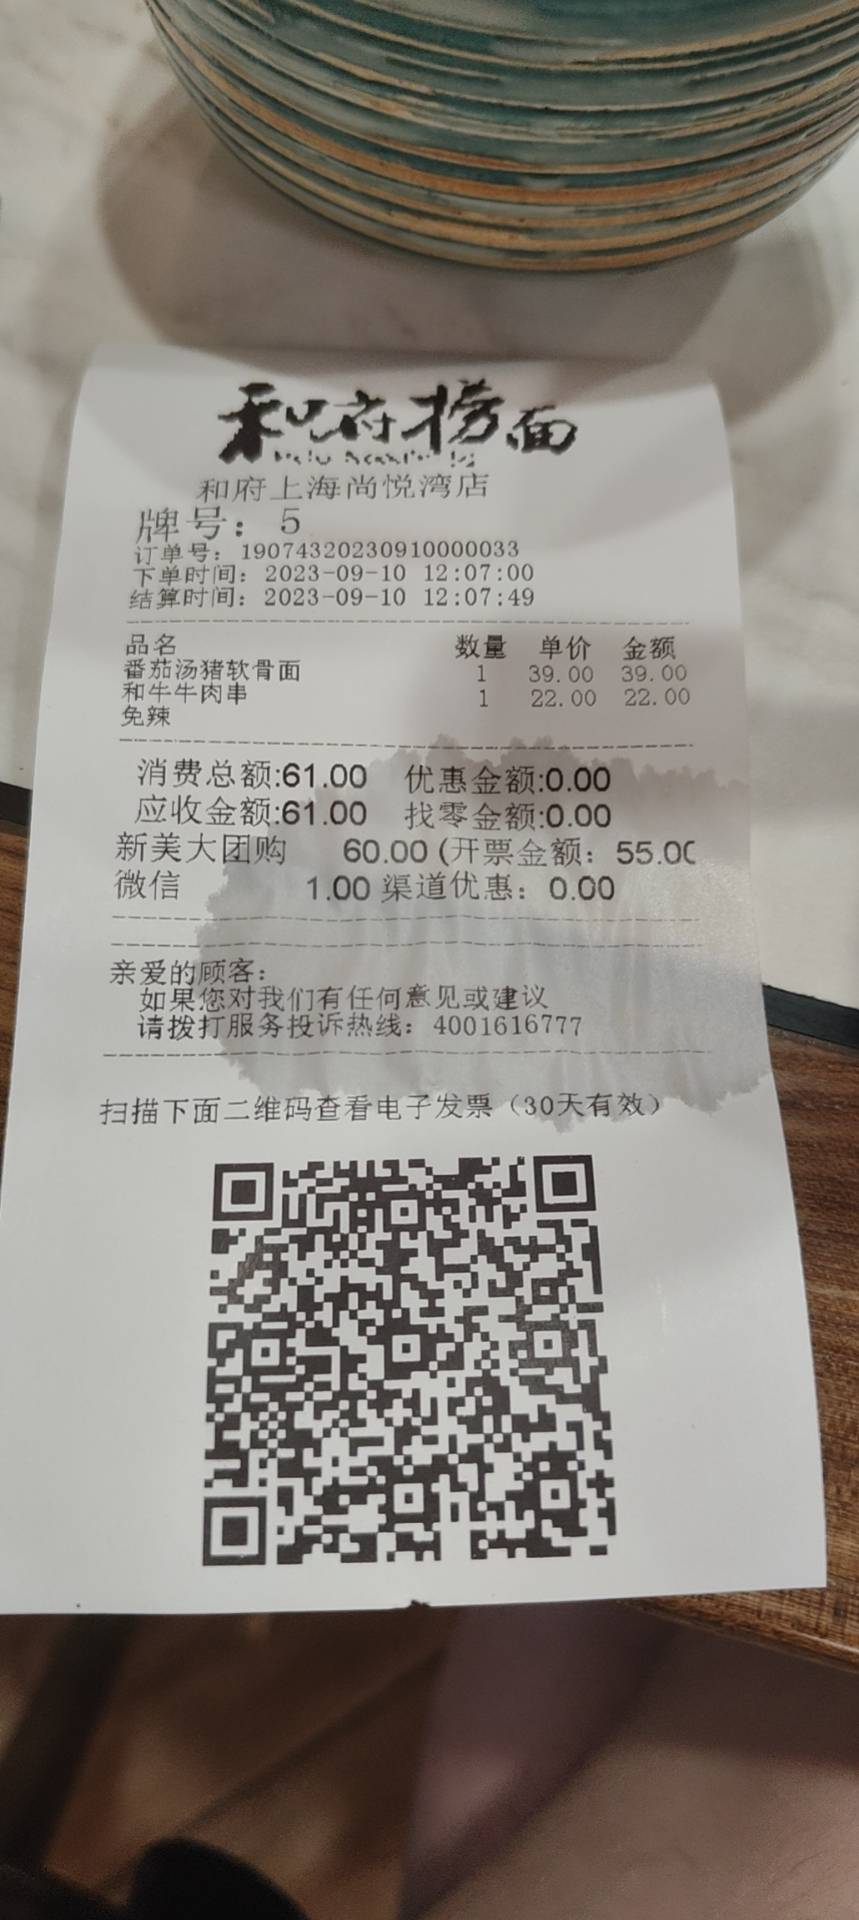 和府捞面
和府上海尚悦湾店
牌号: 5
订单号: 19074320230910000033
下单时间: 2023-09-10 12:07:00
结算时间: 2023-09-10 12:07:49
品名 数量 单价 金额
番茄汤猪软骨面 1 39.00 39.00
和牛牛肉串 1 22.00 22.00
免辣
消费总额:61.00 优惠金额:0.00
应收金额:61.00 找零金额:0.00
新美大团购 60.00 (开票金额: 55.00
微信 1.00 渠道优惠: 0.00
亲爱的顾客:
如果您对我们有任何意见或建议
请拨打服务投诉热线: 4001616777
扫描下面二维码查看电子发票（30天有效）